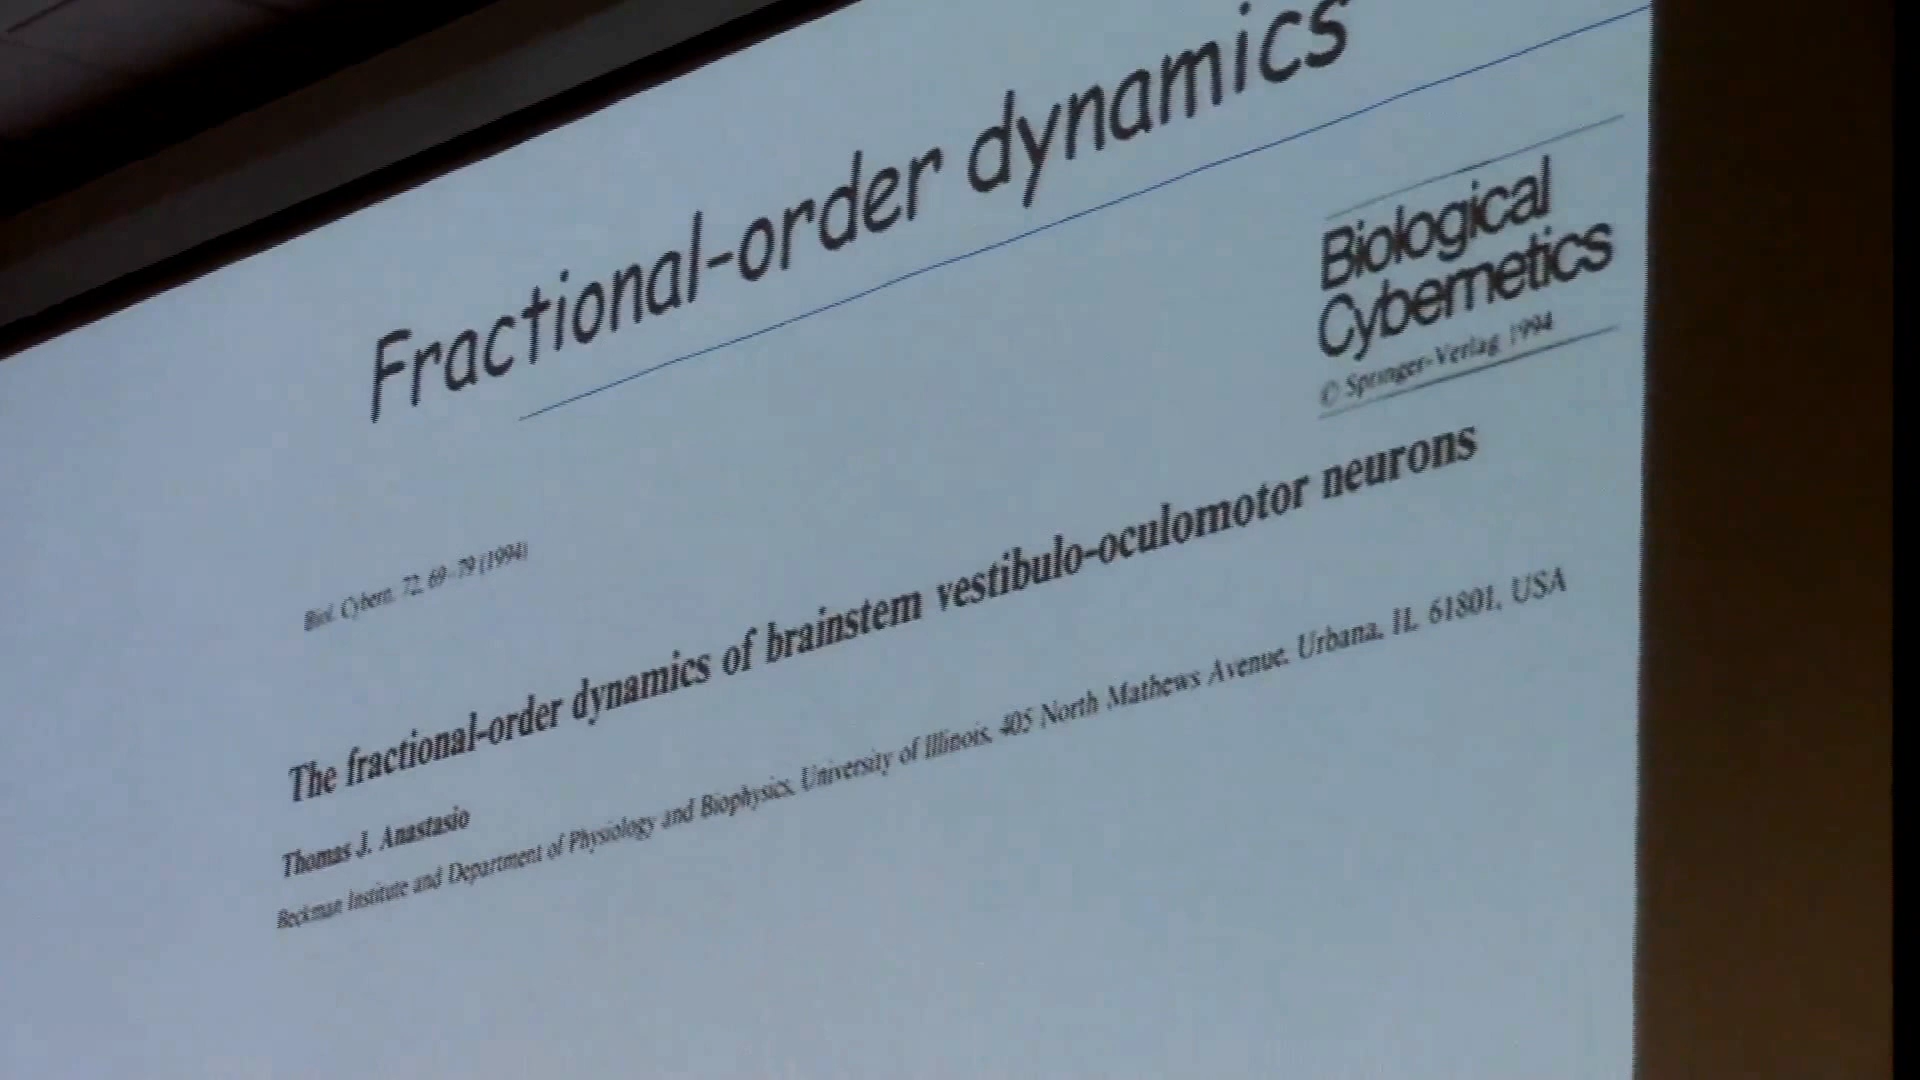 Fractional-order dynamics
Biological
Cybernetics
© Springer-Verlag 1994
Biol. Cybern. 72, 69-79 (1994)
The fractional-order dynamics of brainstem vestibulo-oculomotor neurons
Thomas J. Anastasio
Beckman Institute and Department of Physiology and Biophysics, University of Illinois, 405 North Mathews Avenue, Urbana, IL 61801, USA